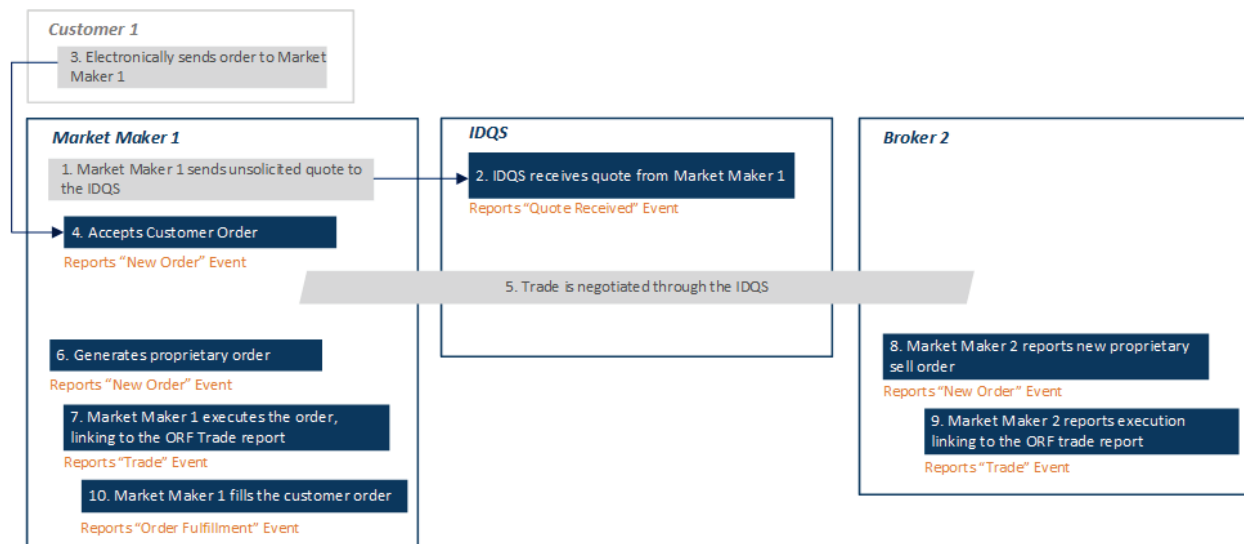 Customer 1
3. Electronically sends order to Market
Maker 1
Market Maker 1
1. Market Maker 1 sends unsolicited quote to
the IDQS
4. Accepts Customer Order
Reports “New Order” Event
IDQS
2. IDQS receives quote from Market Maker 1
Reports “Quote Received” Event
Broker 2
5. Trade is negotiated through the IDQS
6. Generates proprietary order
Reports “New Order” Event
7. Market Maker 1 executes the order,
linking to the ORF Trade report
Reports “Trade” Event
8. Market Maker 2 reports new proprietary
sell order
Reports “New Order” Event
9. Market Maker 2 reports execution
linking to the ORF trade report
Reports “Trade” Event
10. Market Maker 1 fills the customer order
Reports “Order Fulfillment” Event